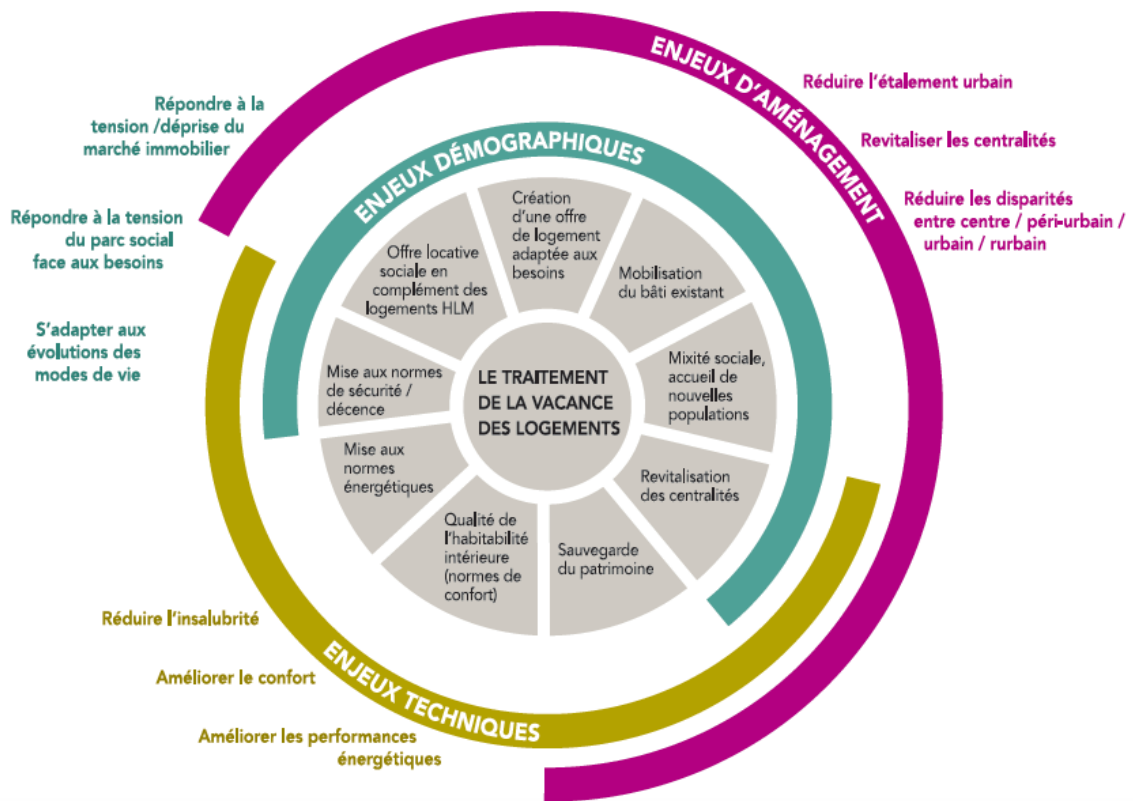 ENJEUX D'AMÉNAGEMENT
Réduire l'étalement urbain
Revitaliser les centralités
Réduire les disparités
entre centre / péri-urbain /
urbain / rurbain
Répondre à la
tension /déprise du
marché immobilier
Répondre à la tension
du parc social
face aux besoins
S'adapter aux
évolutions des
modes de vie
ENJEUX DÉMOGRAPHIQUES
Création
d'une offre
de logement
adaptée aux
besoins
Mobilisation
du bâti existant
Mixité sociale,
accueil de
nouvelles
populations
Revitalisation
des centralités
Sauvegarde
du patrimoine
Qualité de
l'habitabilité
intérieure
(normes de
confort)
Mise aux
normes
énergétiques
Mise aux normes
de sécurité /
décence
Offre locative
sociale en
complément des
logements HLM
LE TRAITEMENT
DE LA VACANCE
DES LOGEMENTS
Réduire l'insalubrité
Améliorer le confort
Améliorer les performances
énergétiques
ENJEUX TECHNIQUES